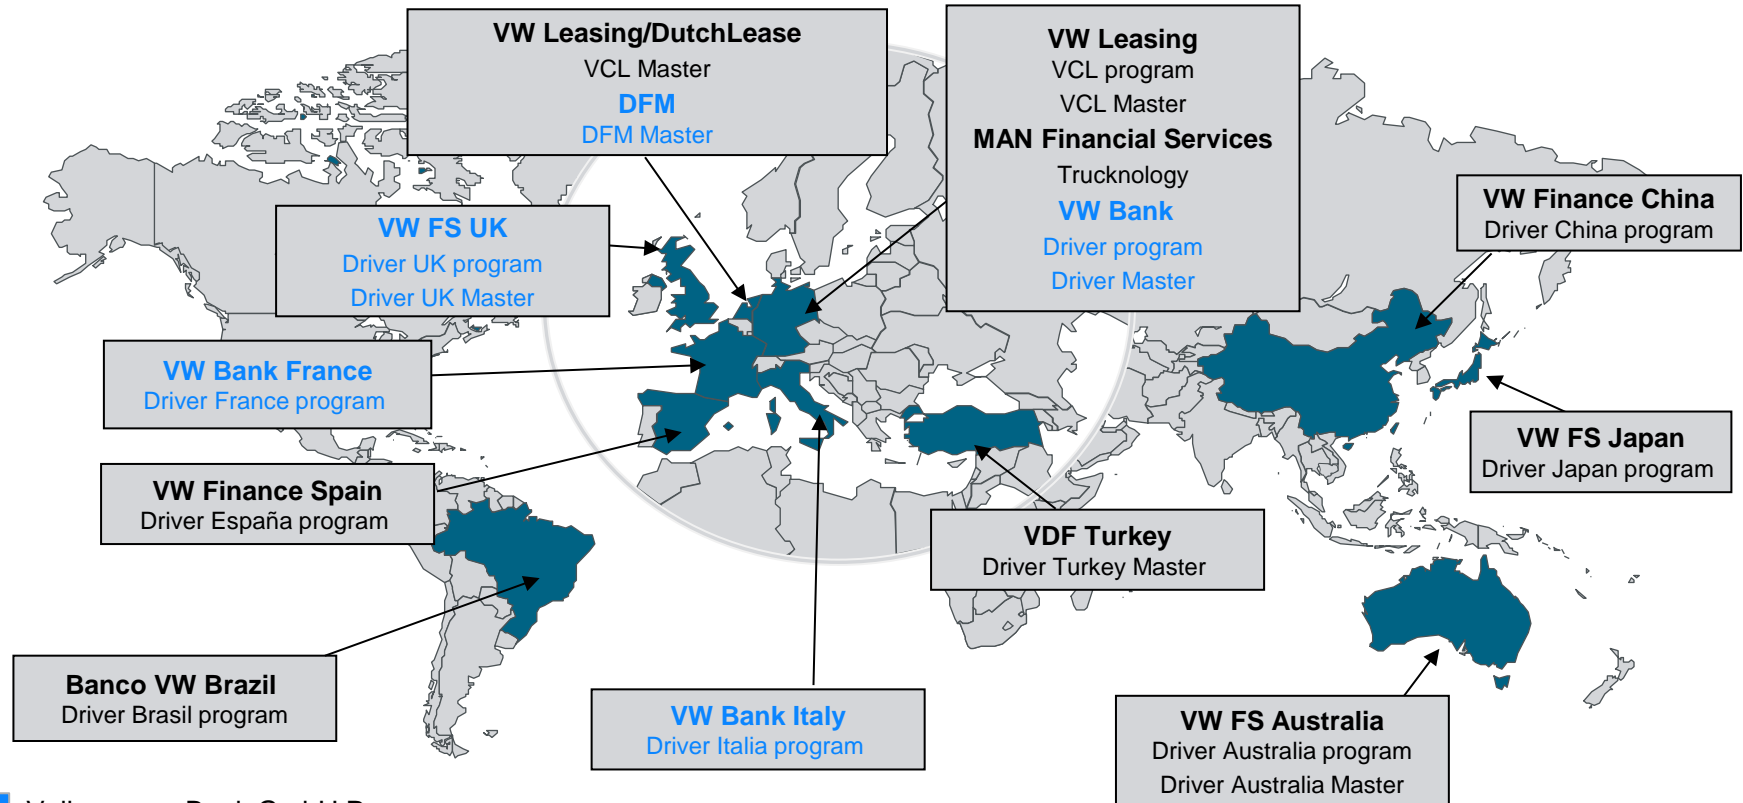 VW Leasing/DutchLease
VCL Master
DFM
DFM Master
VW Leasing
VCL program
VCL Master
MAN Financial Services
Trucknology
VW Bank
Driver program
Driver Master
VW Finance China
Driver China program
VW FS UK
Driver UK program
Driver UK Master
VW Bank France
Driver France program
VW FS Japan
Driver Japan program
VW Finance Spain
Driver España program
VDF Turkey
Driver Turkey Master
Banco VW Brazil
Driver Brasil program
VW Bank Italy
Driver Italia program
VW FS Australia
Driver Australia program
Driver Australia Master